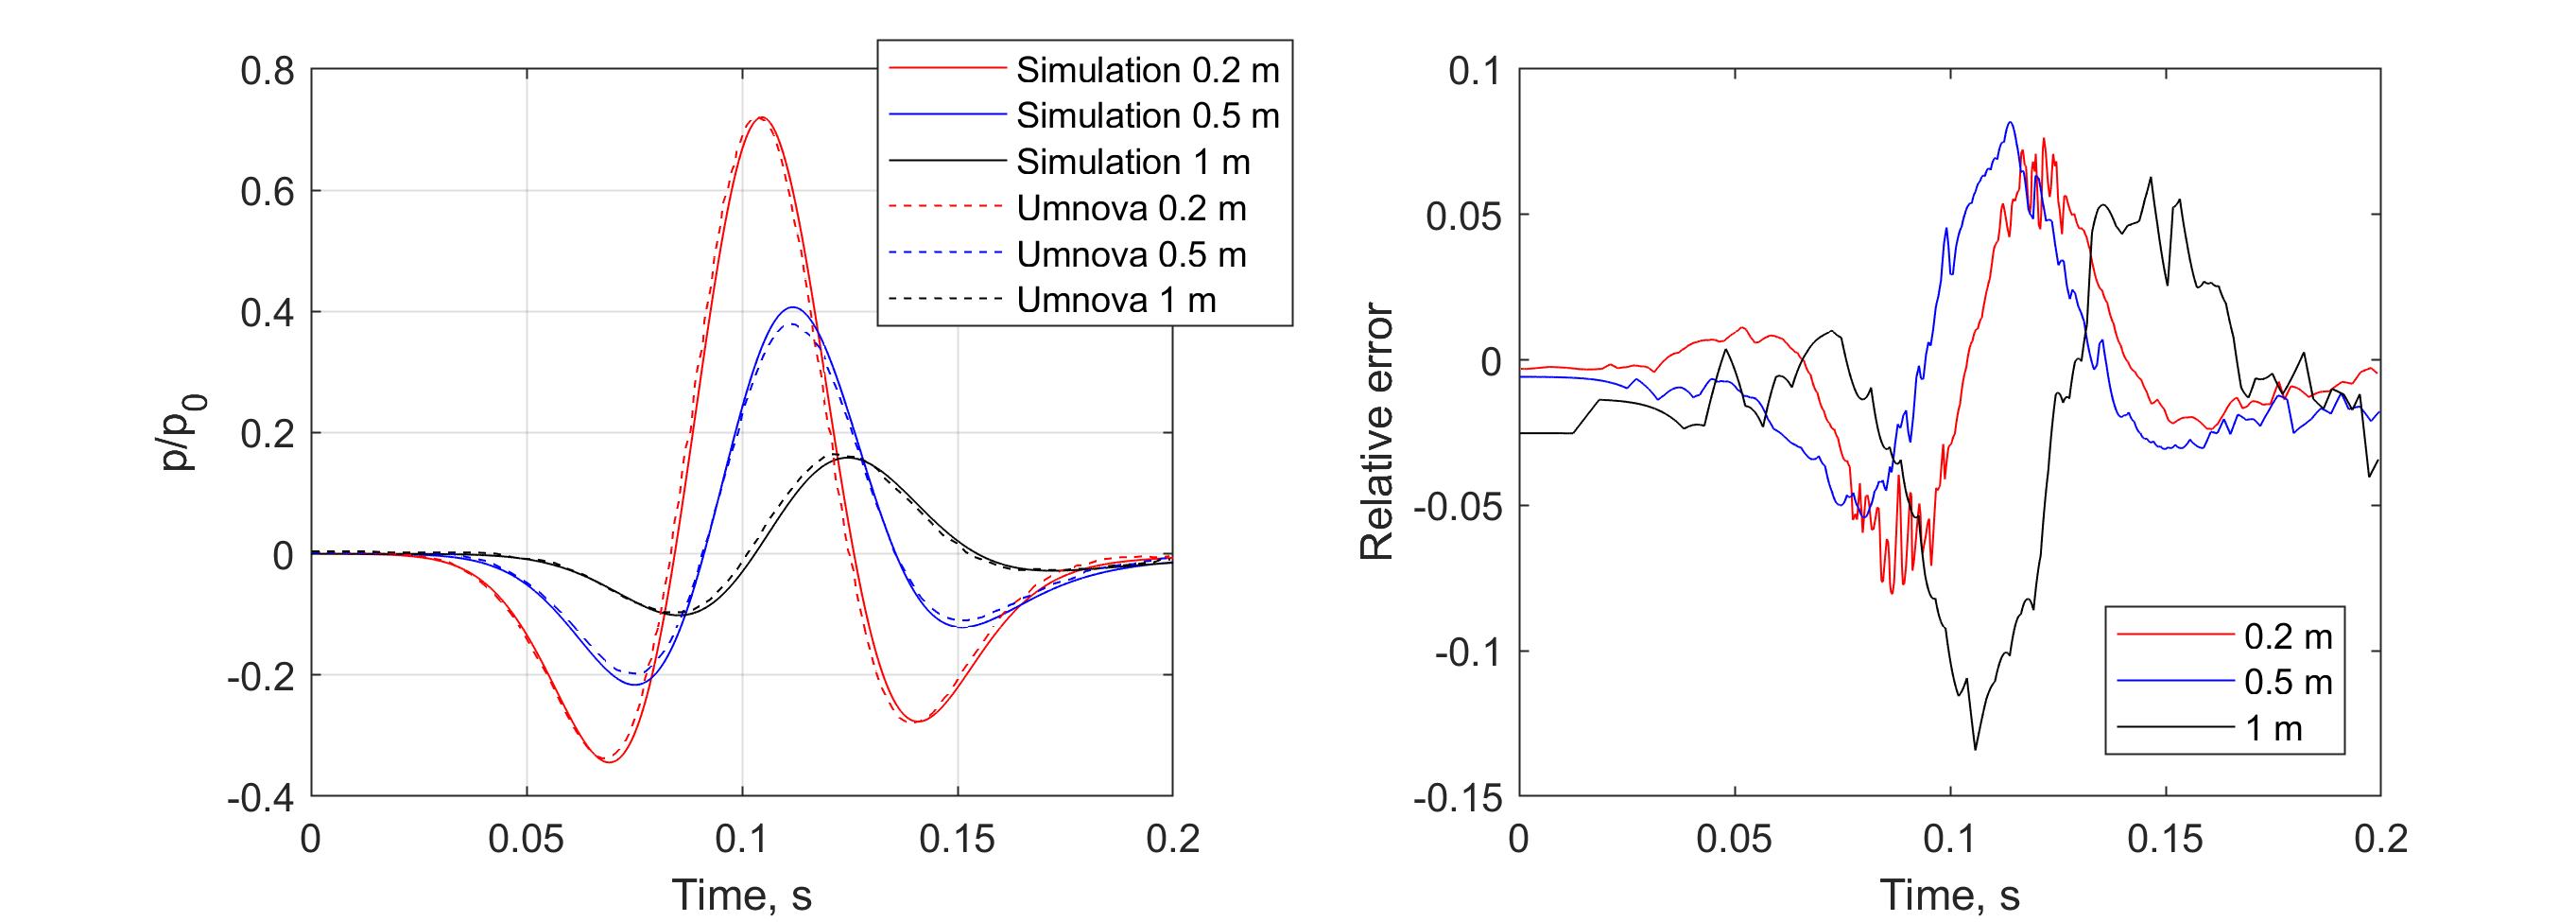 0.8
0.6
0.4
0.2
0
-0.2
-0.4
p/p0
0
0.05
0.1
0.15
0.2
Time, s
Simulation 0.2 m
Simulation 0.5 m
Simulation 1 m
Umnova 0.2 m
Umnova 0.5 m
Umnova 1 m
0.1
0.05
0
-0.05
-0.1
-0.15
Relative error
0
0.05
0.1
0.15
0.2
Time, s
0.2 m
0.5 m
1 m